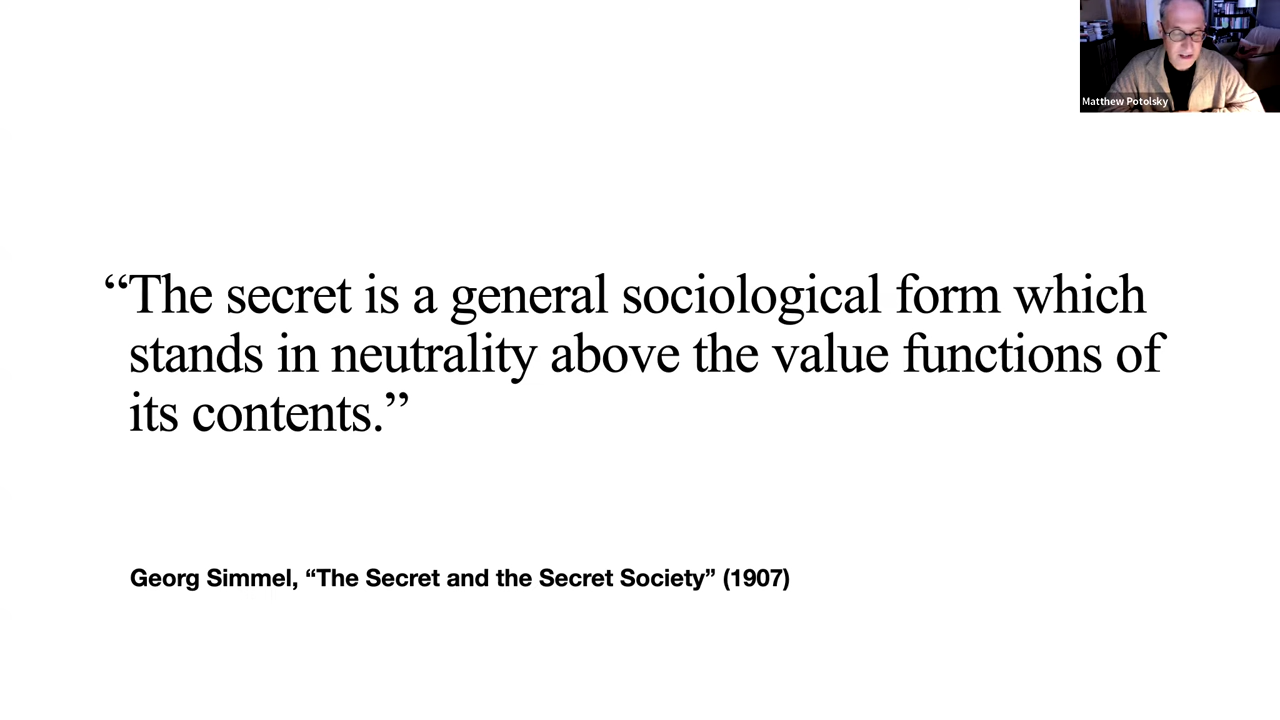 Matthew Potolsky
“The secret is a general sociological form which
stands in neutrality above the value functions of
its contents.”
Georg Simmel, “The Secret and the Secret Society” (1907)